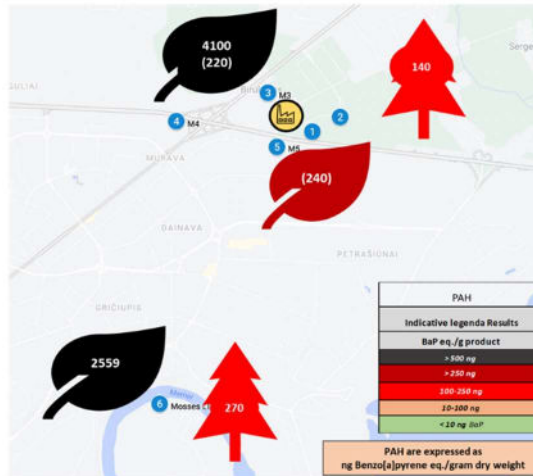 4100
(220)
140
Serge
GULIAI
3
M3
4
M4
2
1
5
M5
MURAVA
(240)
DAINAVA
PETRAŠIŪNAI
GRIČIUPIS
2559
6
Mosses
270
PAH
Indicative legenda Results
BaP eq./g product
> 500 ng
> 250 ng
100-250 ng
10-100 ng
< 10 ng BaP
PAH are expressed as
ng Benzo[a]pyrene eq./gram dry weight